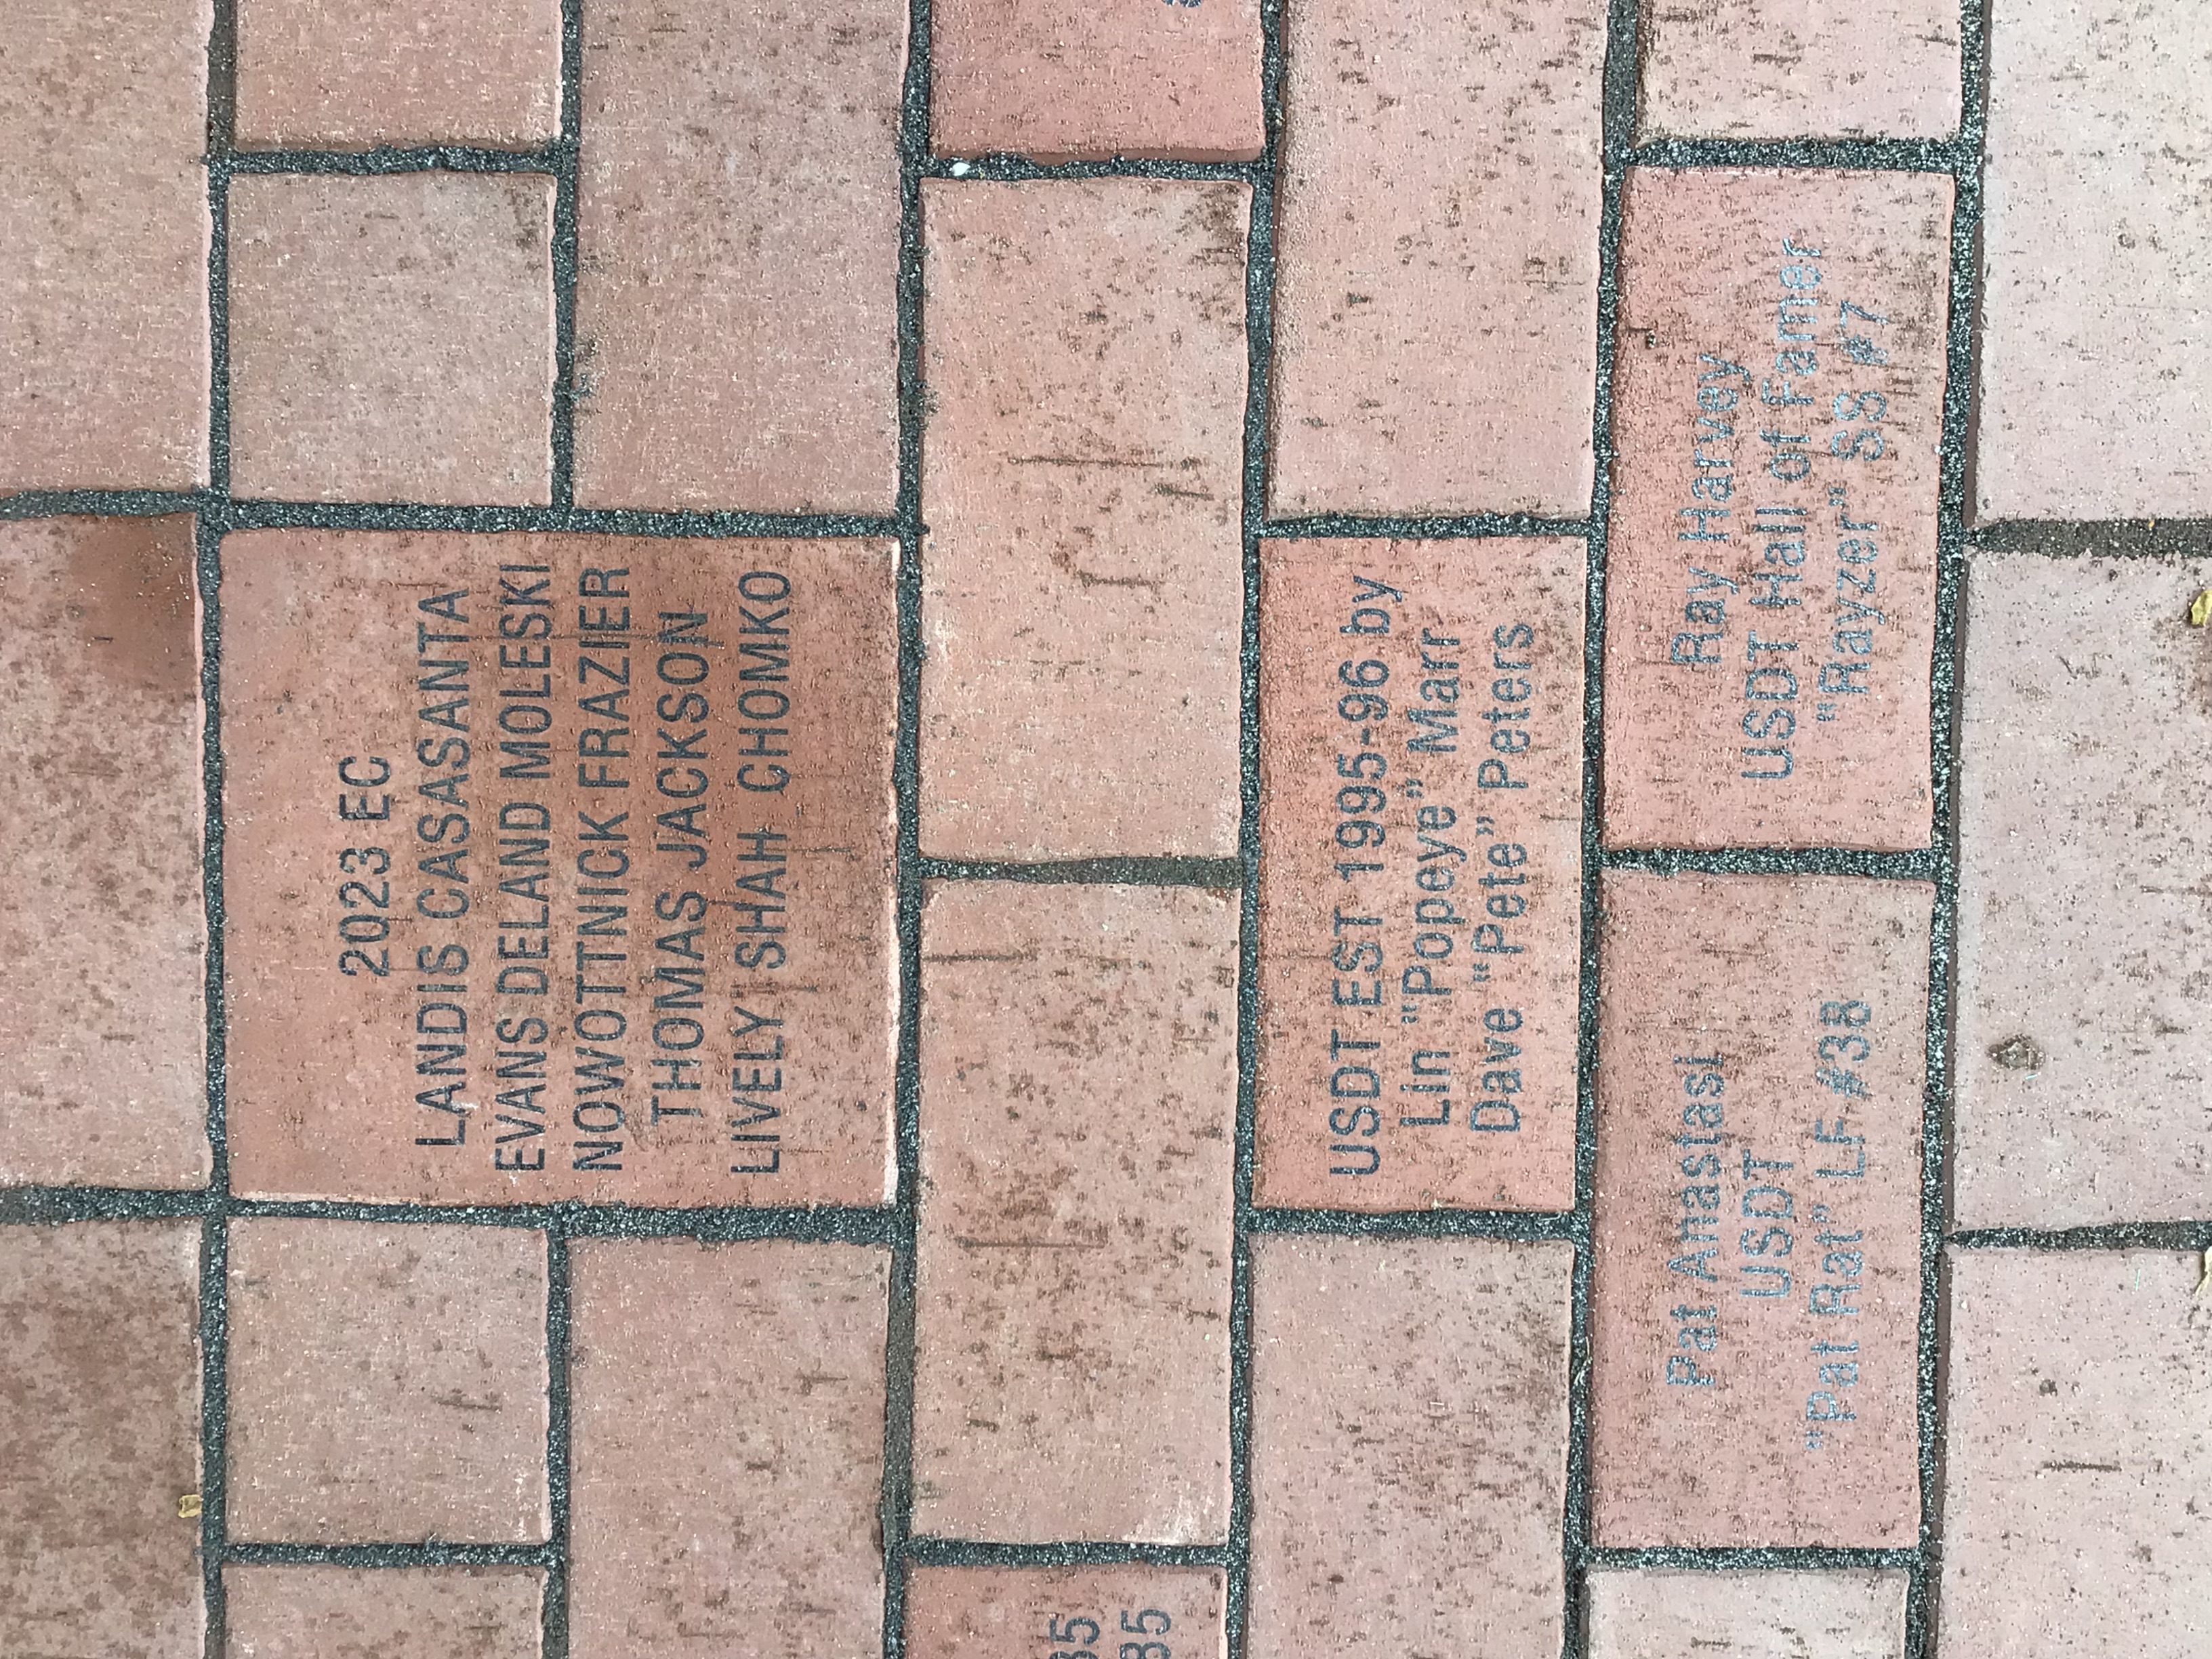 2023 EC
LANDIS CASASANTA
EVANS DELAND MOLESKI
NOWOTTNICK FRAZIER
THOMAS JACKSON
LIVELY SHAH CHOMKO
USDT EST 1995-96 by
Lin "Popeye" Marr
Dave "Pete" Peters
Pat Anastasi
USDT
"Pat Rat" LF #38
Ray Harvey
USDT Hall of Famer
"Rayzer" SS #7